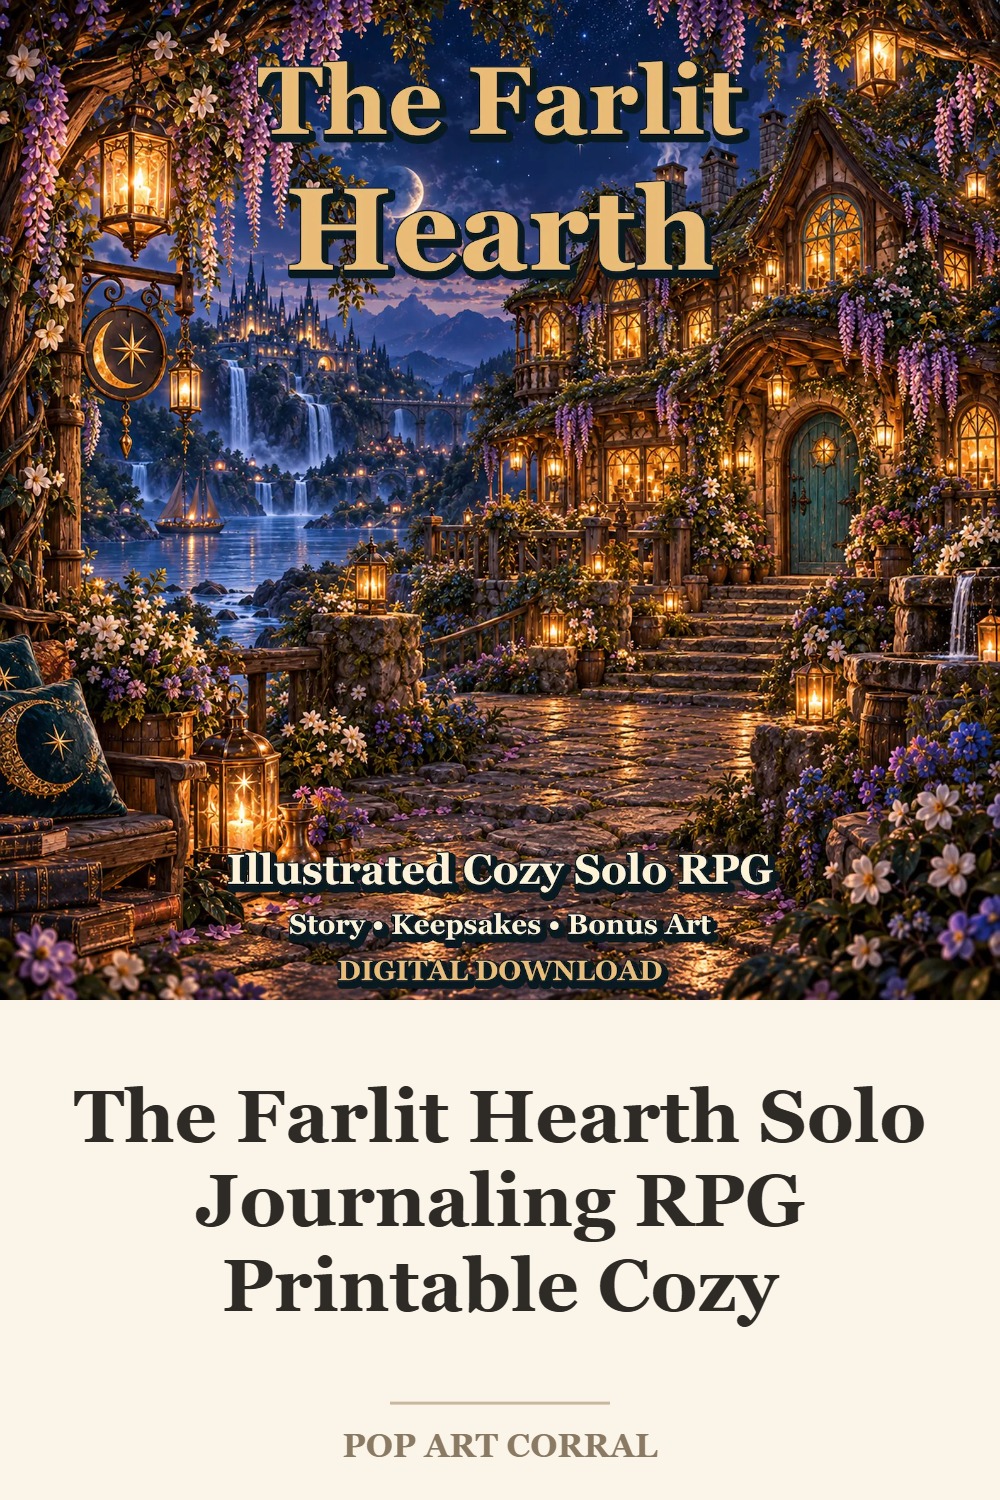 The Farlit
Hearth
Illustrated Cozy Solo RPG
Story • Keepsakes • Bonus Art
DIGITAL DOWNLOAD
The Farlit Hearth Solo
Journaling RPG
Printable Cozy
POP ART CORRAL